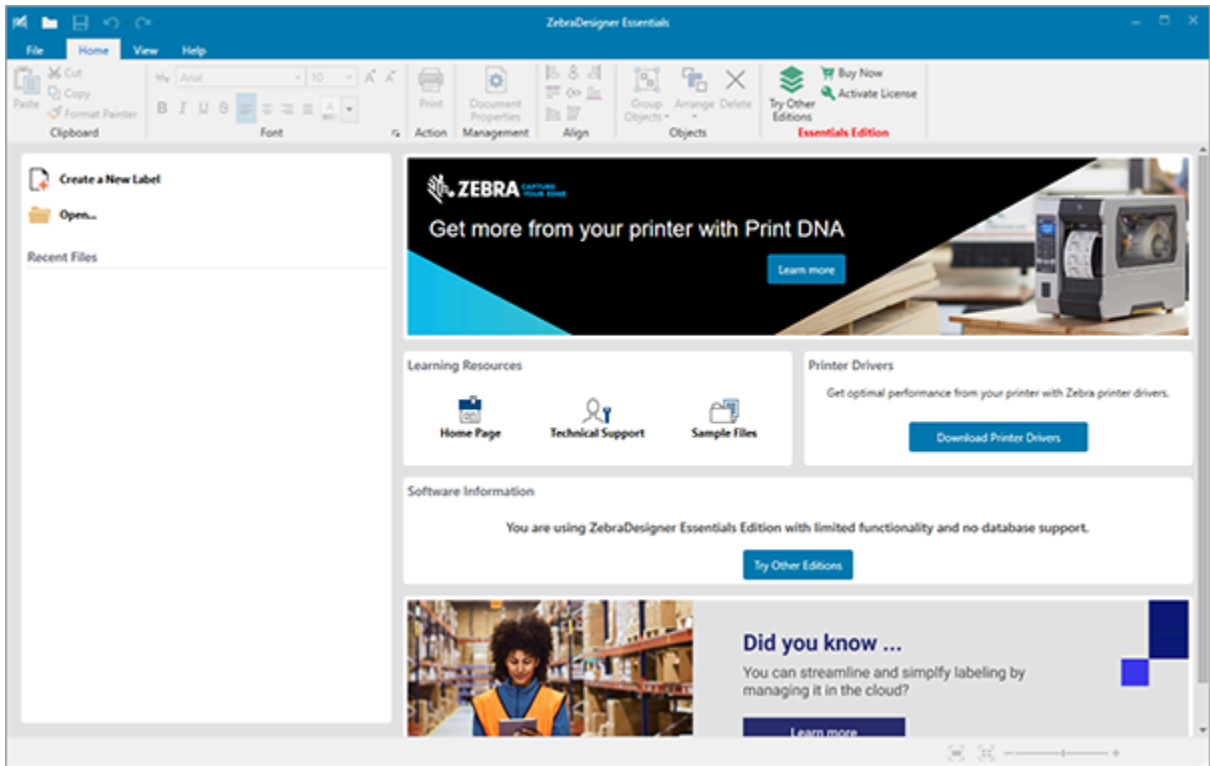 ZebraDesigner Essentials
File Home View Help
Paste
Cut
Copy
Format Painter
Clipboard
Arial 10
B I U S
Font
Print
Action
Document
Properties
Management
Align
Group
Objects
Arrange
Delete
Objects
Try Other
Editions
Buy Now
Activate License
Essentials Edition
Create a New Label
Open...
Recent Files
ZEBRA CAPTURE
YOUR EDGE
Get more from your printer with Print DNA
Learn more
Learning Resources
Home Page Technical Support Sample Files
Printer Drivers
Get optimal performance from your printer with Zebra printer drivers.
Download Printer Drivers
Software Information
You are using ZebraDesigner Essentials Edition with limited functionality and no database support.
Try Other Editions
Did you know ...
You can streamline and simplfy labeling by
managing it in the cloud?
Learn more